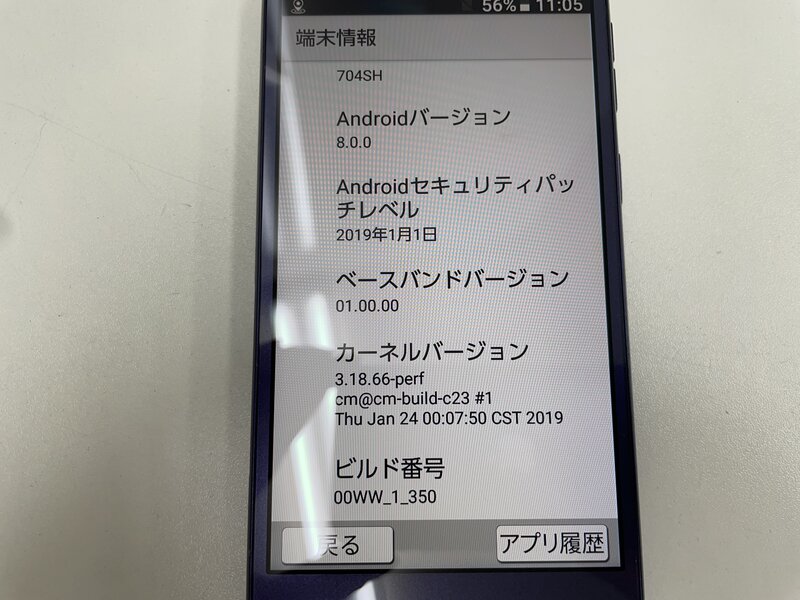 56% 11:05
端末情報
704SH
Androidバージョン
8.0.0
Androidセキュリティパッ
チレベル
2019年1月1日
ベースバンドバージョン
01.00.00
カーネルバージョン
3.18.66-perf
cm@cm-build-c23 #1
Thu Jan 24 00:07:50 CST 2019
ビルド番号
00WW_1_350
戻る アプリ履歴